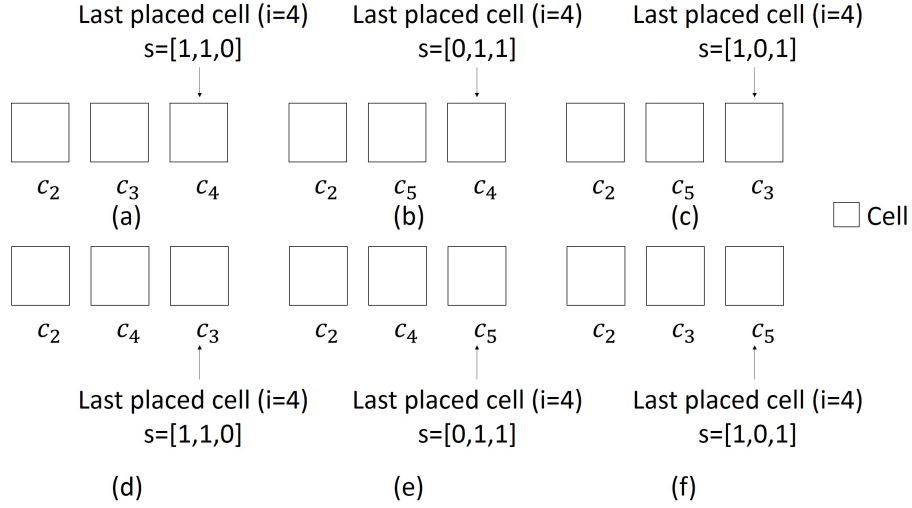 Last placed cell (i=4) Last placed cell (i=4) Last placed cell (i=4)
s=[1,1,0] s=[0,1,1] s=[1,0,1]
c₂ c₃ c₄ c₂ c₅ c₄ c₂ c₅ c₃
(a) (b) (c)
Cell
c₂ c₄ c₃ c₂ c₄ c₅ c₂ c₃ c₅
Last placed cell (i=4) Last placed cell (i=4) Last placed cell (i=4)
s=[1,1,0] s=[0,1,1] s=[1,0,1]
(d) (e) (f)